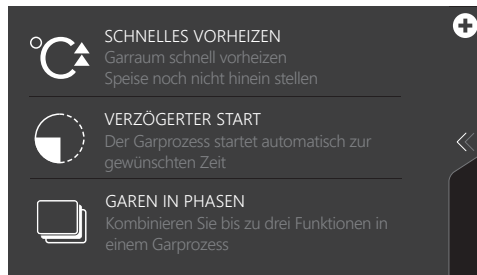 °C
SCHNELLES VORHEIZEN
Garraum schnell vorheizen
Speise noch nicht hinein stellen
VERZÖGERTER START
Der Garprozess startet automatisch zur
gewünschten Zeit
GAREN IN PHASEN
Kombinieren Sie bis zu drei Funktionen in
einem Garprozess